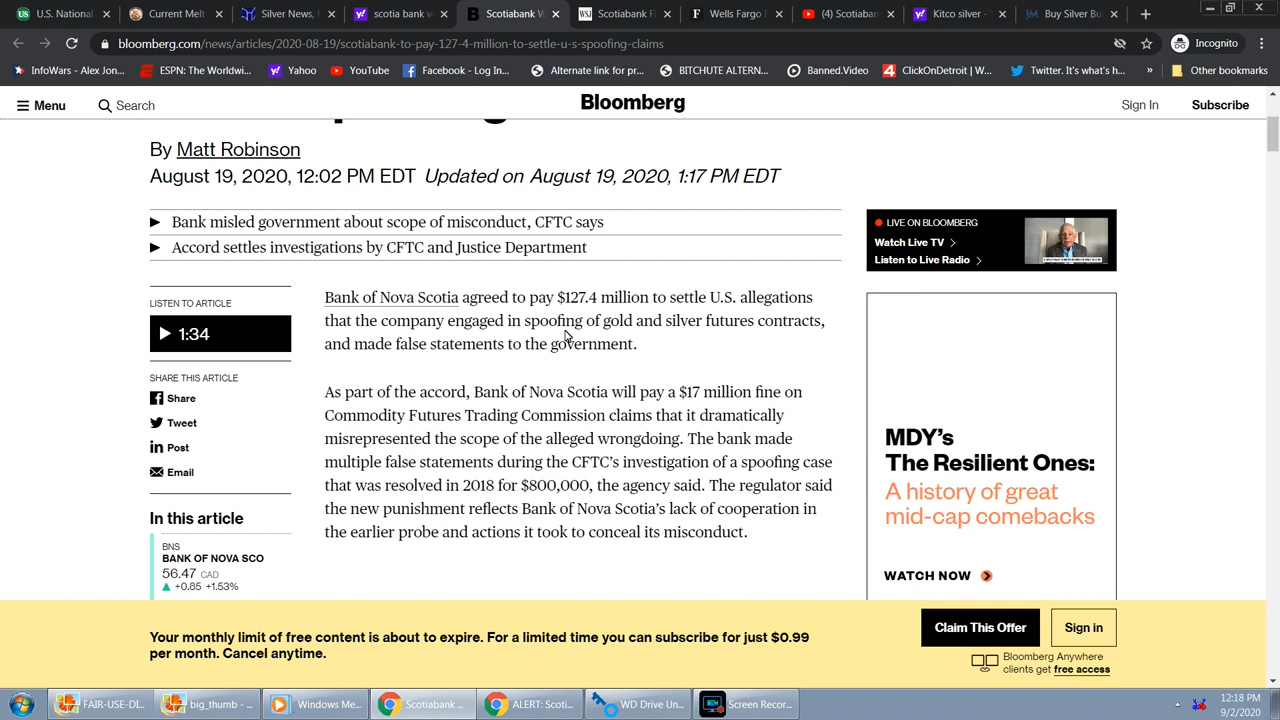 U.S. National
Current Melt
Silver News,
scotia bank w
Scotiabank W
Scotiabank F
Wells Fargo
(4) Scotiaba
Kitco silver -
Buy Silver Bu
bloomberg.com/news/articles/2020-08-19/scotiabank-to-pay-127-4-million-to-settle-u-s-spoofing-claims
Incognito
InfoWars - Alex Jon...
ESPN: The Worldwi...
Yahoo
YouTube
Facebook - Log In...
Alternate link for pr...
BITCHUTE ALTERN...
Banned.Video
ClickOnDetroit | W...
Twitter. It's what's h...
»
Other bookmarks
Menu
Search
Bloomberg
Sign In
Subscribe
By Matt Robinson
August 19, 2020, 12:02 PM EDT Updated on August 19, 2020, 1:17 PM EDT
Bank misled government about scope of misconduct, CFTC says
Accord settles investigations by CFTC and Justice Department
LIVE ON BLOOMBERG
Watch Live TV
Listen to Live Radio
LISTEN TO ARTICLE
1:34
SHARE THIS ARTICLE
Share
Tweet
Post
Email
In this article
BNS
BANK OF NOVA SCO
56.47 CAD
+0.85 +1.53%
Bank of Nova Scotia agreed to pay $127.4 million to settle U.S. allegations
that the company engaged in spoofing of gold and silver futures contracts,
and made false statements to the government.
As part of the accord, Bank of Nova Scotia will pay a $17 million fine on
Commodity Futures Trading Commission claims that it dramatically
misrepresented the scope of the alleged wrongdoing. The bank made
multiple false statements during the CFTC's investigation of a spoofing case
that was resolved in 2018 for $800,000, the agency said. The regulator said
the new punishment reflects Bank of Nova Scotia's lack of cooperation in
the earlier probe and actions it took to conceal its misconduct.
MDY's
The Resilient Ones:
A history of great
mid-cap comebacks
WATCH NOW
Your monthly limit of free content is about to expire. For a limited time you can subscribe for just $0.99
per month. Cancel anytime.
Claim This Offer
Sign in
Bloomberg Anywhere
clients get free access
FAIR-USE-DI...
big_thumb - ...
Windows Me...
Scotiabank ...
ALERT: Scoti...
WD Drive Un...
Screen Recor...
12:18 PM
9/2/2020